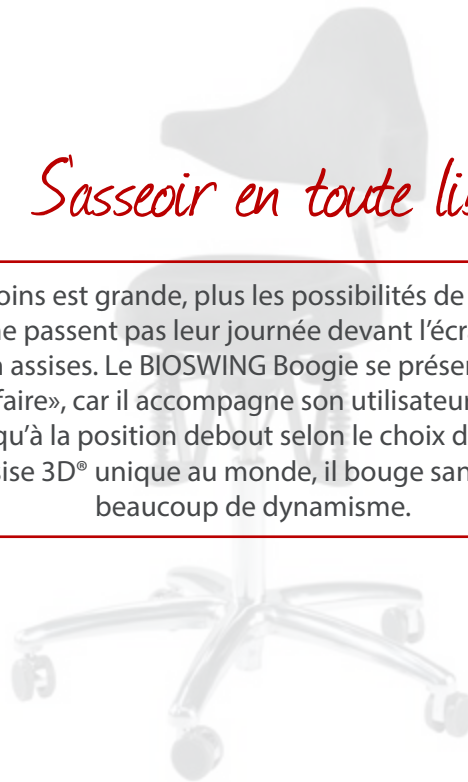 S'asseoir en toute
oins est grande, plus les possibilités de
ne passent pas leur journée devant l'écra
n assises. Le BIOSWING Boogie se présen
faire», car il accompagne son utilisateur
qu'à la position debout selon le choix d
sise 3D® unique au monde, il bouge san
beaucoup de dynamisme.